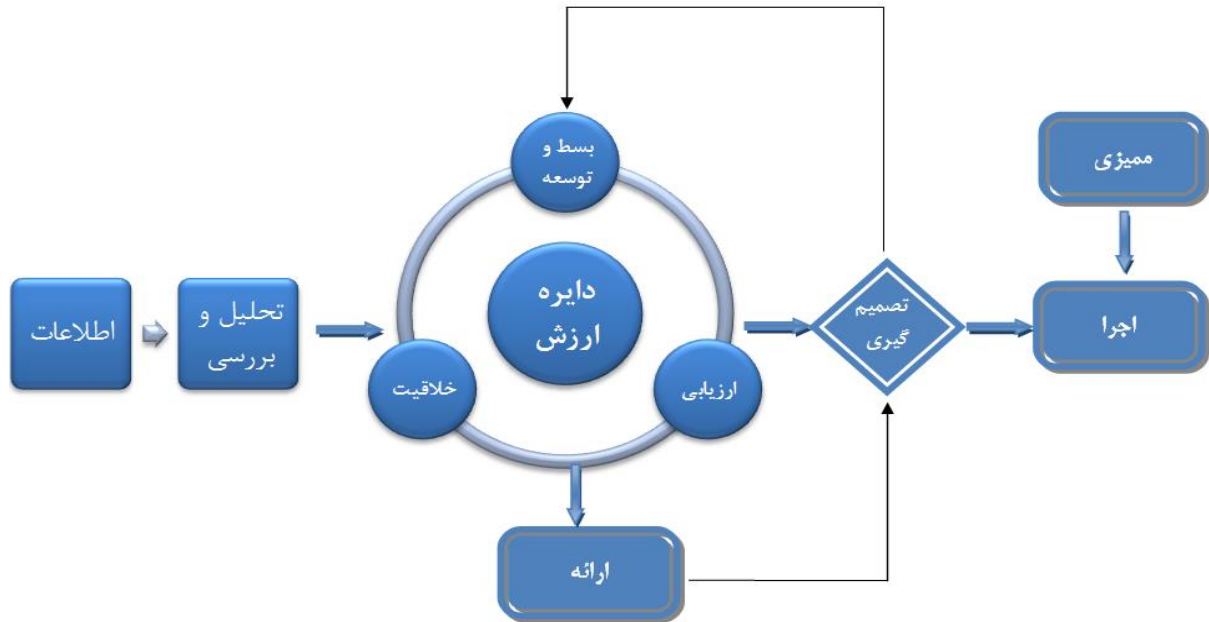 بسط و
توسعه
ممیزی
دایره
ارزش
تصمیم
گیری
اجرا
اطلاعات
تحلیل و
بررسی
خلاقیت
ارزیابی
ارائه